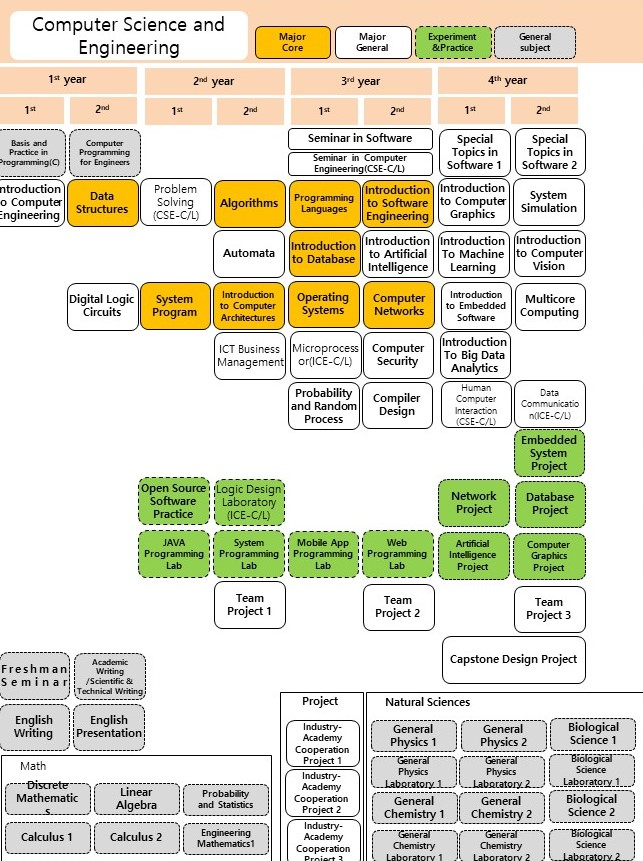 Computer Science and
Engineering
Major
Core
Major
General
Experiment
&Practice
General
subject
1st year
2nd year
3rd year
4th year
1st
2nd
1st
2nd
1st
2nd
1st
2nd
Basis and
Practice in
Programming(C)
Computer
Programming
for Engineers
Seminar in Software
Seminar in Computer
Engineering(CSE-C/L)
Special
Topics in
Software 1
Special
Topics in
Software 2
Introduction
to Computer
Engineering
Data
Structures
Problem
Solving
(CSE-C/L)
Algorithms
Programming
Languages
Introduction
to Software
Engineering
Introduction
to Computer
Graphics
System
Simulation
Automata
Introduction
to Database
Introduction
to Artificial
Intelligence
Introduction
To Machine
Learning
Introduction
to Computer
Vision
Digital Logic
Circuits
System
Program
Introduction
to Computer
Architectures
Operating
Systems
Computer
Networks
Introduction
to Embedded
Software
Multicore
Computing
ICT Business
Management
Microprocess
or(ICE-C/L)
Computer
Security
Introduction
To Big Data
Analytics
Probability
and Random
Process
Compiler
Design
Human
Computer
Interaction
(CSE-C/L)
Data
Communicatio
n(ICE-C/L)
Embedded
System
Project
Open Source
Software
Practice
Logic Design
Laboratory
(ICE-C/L)
Network
Project
Database
Project
JAVA
Programming
Lab
System
Programming
Lab
Mobile App
Programming
Lab
Web
Programming
Lab
Artificial
Intelligence
Project
Computer
Graphics
Project
Team
Project 1
Team
Project 2
Team
Project 3
Capstone Design Project
Freshman
Seminar
Academic
Writing
/Scientific &
Technical Writing
English
Writing
English
Presentation
Math
Discrete
Mathematic
s
Linear
Algebra
Probability
and Statistics
Calculus 1
Calculus 2
Engineering
Mathematics1
Project
Industry-
Academy
Cooperation
Project 1
Industry-
Academy
Cooperation
Project 2
Industry-
Academy
Cooperation
Project 3
Natural Sciences
General
Physics 1
General
Physics 2
Biological
Science 1
General
Physics
Laboratory 1
General
Physics
Laboratory 2
Biological
Science
Laboratory 1
General
Chemistry 1
General
Chemistry 2
Biological
Science 2
General
Chemistry
Laboratory 1
General
Chemistry
Laboratory 2
Biological
Science
Laboratory 2